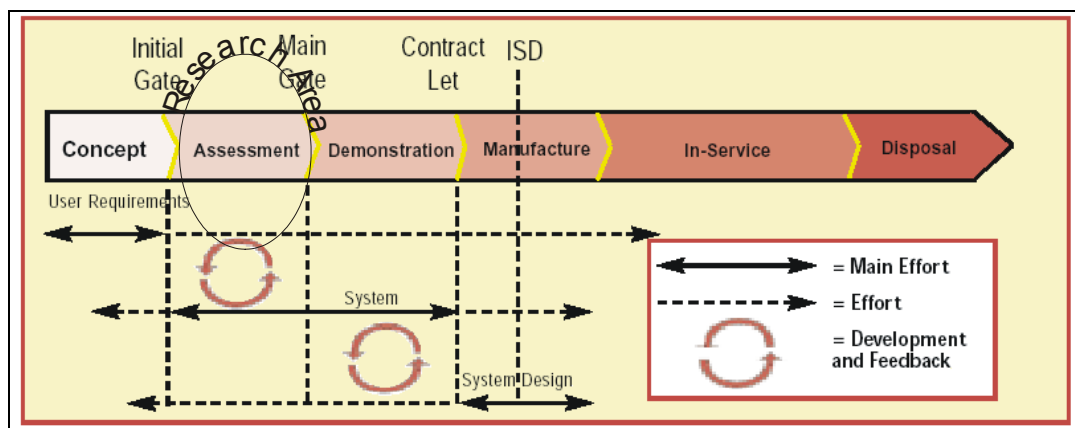 Initial
Gate
Research Area
Main
Gate
Contract
Let
ISD
Concept
Assessment
Demonstration
Manufacture
In-Service
Disposal
User Requirements
System
System Design
= Main Effort
= Effort
= Development
and Feedback